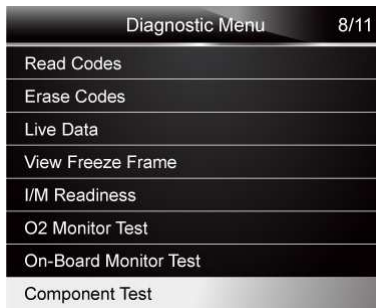 Diagnostic Menu 8/11
Read Codes
Erase Codes
Live Data
View Freeze Frame
I/M Readiness
O2 Monitor Test
On-Board Monitor Test
Component Test